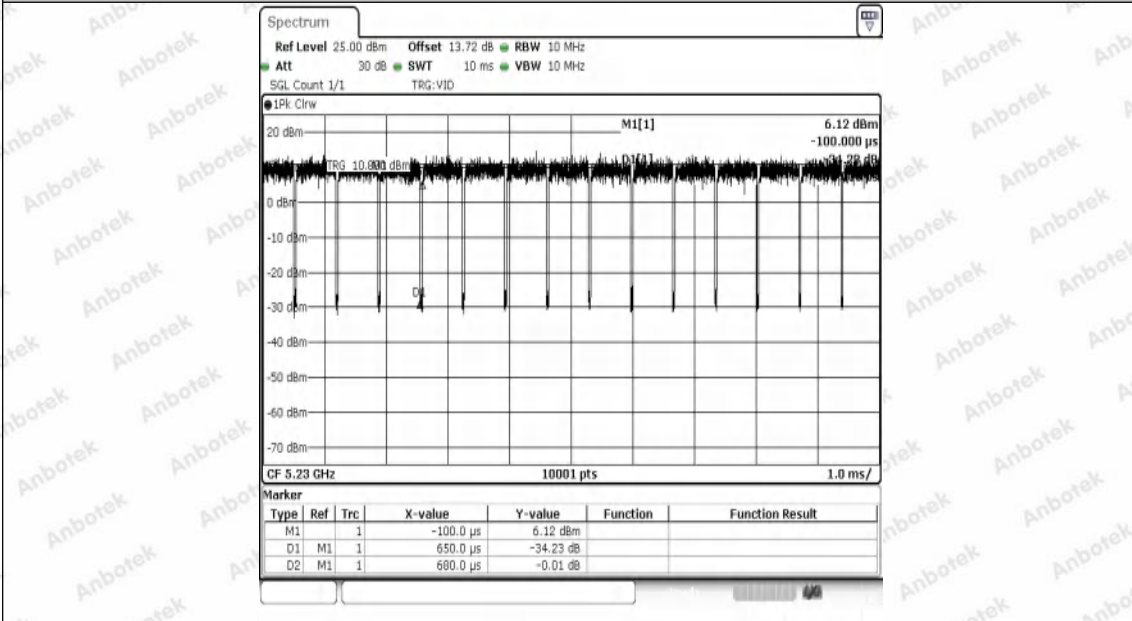 Spectrum
Ref Level 25.00 dBm Offset 13.72 dB RBW 10 MHz
Att 30 dB SWT 10 ms VBW 10 MHz
SGL Count 1/1 TRG:VID
1Pk Clrw
M1[1] 6.12 dBm
-100.000 µs
20 dBm
D1[1]
TRG
0 dBm
-10 dBm
-20 dBm
D1
-30 dBm
-40 dBm
-50 dBm
-60 dBm
-70 dBm
CF 5.23 GHz 10001 pts 1.0 ms/
Marker
Type Ref Trc X-value Y-value Function Function Result
M1 1 -100.0 µs 6.12 dBm
D1 M1 1 650.0 µs -34.23 dB
D2 M1 1 680.0 µs -0.01 dB
Anbotek